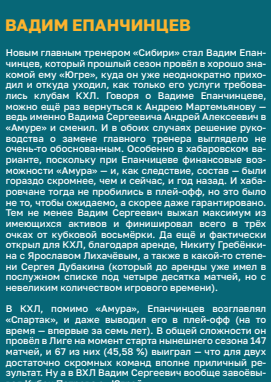 ВАДИМ ЕПАНЧИНЦЕВ
Новым главным тренером «Сибири» стал Вадим Епан-
чинцев, который прошлый сезон провёл в хорошо зна-
комой ему «Югре», куда он уже неоднократно прихо-
дил и откуда уходил, как только его услуги требова-
лись клубам КХЛ. Говоря о Вадиме Епанчинцеве,
можно ещё раз вернуться к Андрею Мартемьянову –
ведь именно Вадима Сергеевича Андрей Алексеевич в
«Амуре» и сменил. И в обоих случаях решение руко-
водства о замене главного тренера выглядело не
очень-то обоснованным. Особенно в хабаровском ва-
рианте, поскольку при Епанчинцеве финансовые воз-
можности «Амура» – и, как следствие, состав – были
гораздо скромнее, чем и сейчас, и год назад. И хаба-
ровчане тогда не пробились в плей-офф, но это было
не то, чтобы ожидаемо, а скорее даже гарантировано.
Тем не менее Вадим Сергеевич выжал максимум из
имеющихся активов и финишировал всего в трёх
очках от кубковой восьмёрки. Да ещё и фактически
открыл для КХЛ, благодаря аренде, Никиту Гребёнки-
на с Ярославом Лихачёвым, а также в какой-то степе-
ни Сергея Дубакина (который до аренды уже имел в
послужном списке под четыре десятка матчей, но с
невеликим количеством игрового времени).
В КХЛ, помимо «Амура», Епанчинцев возглавлял
«Спартак», и даже выводил его в плей-офф (на то
время – впервые за семь лет). В общей сложности он
провёл в Лиге на момент старта нынешнего сезона 147
матчей, и 67 из них (45,58 %) выиграл – что для двух
достаточно скромных команд вполне приличный ре-
зультат. Ну а в ВХЛ Вадим Сергеевич вообще завоёвы-